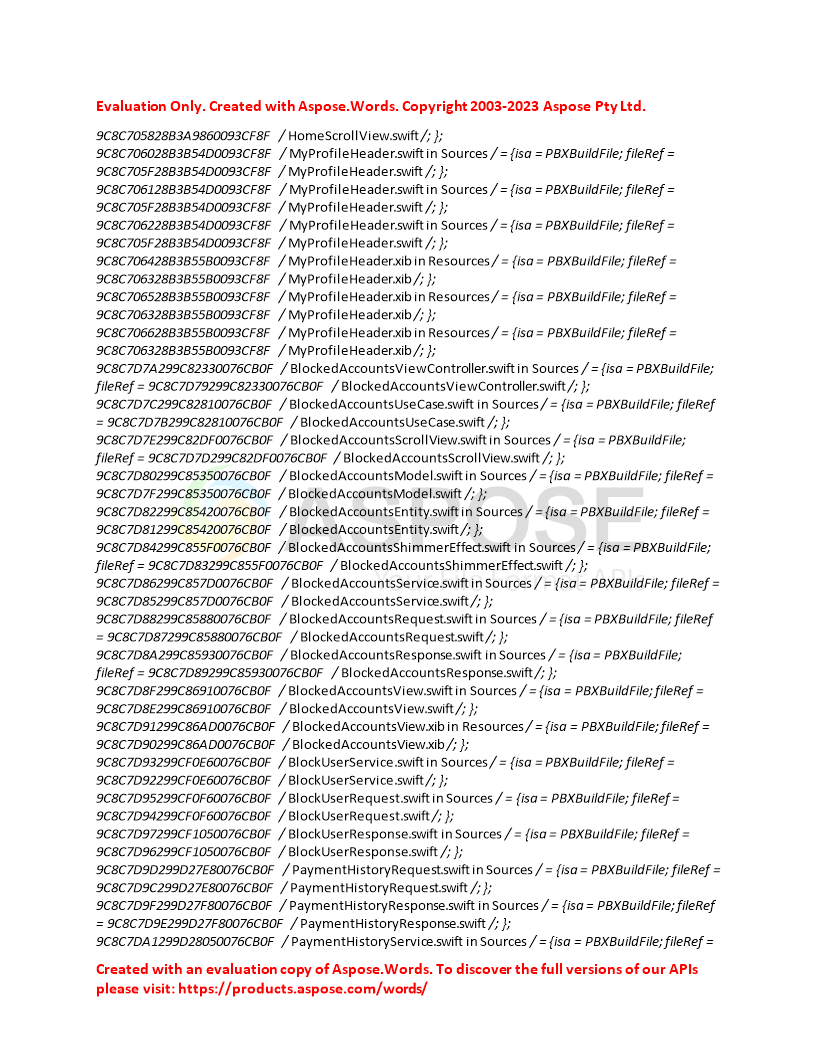 Evaluation Only. Created with Aspose.Words. Copyright 2003-2023 Aspose Pty Ltd.
9C8C705828B3A9860093CF8F / HomeScrollView.swift /; };
9C8C706028B3B54D0093CF8F / MyProfileHeader.swift in Sources / = {isa = PBXBuildFile; fileRef =
9C8C705F28B3B54D0093CF8F / MyProfileHeader.swift /; };
9C8C706128B3B54D0093CF8F / MyProfileHeader.swift in Sources / = {isa = PBXBuildFile; fileRef =
9C8C705F28B3B54D0093CF8F / MyProfileHeader.swift /; };
9C8C706228B3B54D0093CF8F / MyProfileHeader.swift in Sources / = {isa = PBXBuildFile; fileRef =
9C8C705F28B3B54D0093CF8F / MyProfileHeader.swift /; };
9C8C706428B3B55B0093CF8F / MyProfileHeader.xib in Resources / = {isa = PBXBuildFile; fileRef =
9C8C706328B3B55B0093CF8F / MyProfileHeader.xib /; };
9C8C706528B3B55B0093CF8F / MyProfileHeader.xib in Resources / = {isa = PBXBuildFile; fileRef =
9C8C706328B3B55B0093CF8F / MyProfileHeader.xib /; };
9C8C706628B3B55B0093CF8F / MyProfileHeader.xib in Resources / = {isa = PBXBuildFile; fileRef =
9C8C706328B3B55B0093CF8F / MyProfileHeader.xib /; };
9C8C7D7A299C82330076CB0F / BlockedAccountsViewController.swift in Sources / = {isa = PBXBuildFile;
fileRef = 9C8C7D79299C82330076CB0F / BlockedAccountsViewController.swift /; };
9C8C7D7C299C82810076CB0F / BlockedAccountsUseCase.swift in Sources / = {isa = PBXBuildFile; fileRef
= 9C8C7D7B299C82810076CB0F / BlockedAccountsUseCase.swift /; };
9C8C7D7E299C82DF0076CB0F / BlockedAccountsScrollView.swift in Sources / = {isa = PBXBuildFile;
fileRef = 9C8C7D7D299C82DF0076CB0F / BlockedAccountsScrollView.swift /; };
9C8C7D80299C85350076CB0F / BlockedAccountsModel.swift in Sources / = {isa = PBXBuildFile; fileRef =
9C8C7D7F299C85350076CB0F / BlockedAccountsModel.swift /; };
9C8C7D82299C85420076CB0F / BlockedAccountsEntity.swift in Sources / = {isa = PBXBuildFile; fileRef =
9C8C7D81299C85420076CB0F / BlockedAccountsEntity.swift /; };
9C8C7D84299C855F0076CB0F / BlockedAccountsShimmerEffect.swift in Sources / = {isa = PBXBuildFile;
fileRef = 9C8C7D83299C855F0076CB0F / BlockedAccountsShimmerEffect.swift /; };
9C8C7D86299C857D0076CB0F / BlockedAccountsService.swift in Sources / = {isa = PBXBuildFile; fileRef =
9C8C7D85299C857D0076CB0F / BlockedAccountsService.swift /; };
9C8C7D88299C85880076CB0F / BlockedAccountsRequest.swift in Sources / = {isa = PBXBuildFile; fileRef
= 9C8C7D87299C85880076CB0F / BlockedAccountsRequest.swift /; };
9C8C7D8A299C85930076CB0F / BlockedAccountsResponse.swift in Sources / = {isa = PBXBuildFile;
fileRef = 9C8C7D89299C85930076CB0F / BlockedAccountsResponse.swift /; };
9C8C7D8F299C86910076CB0F / BlockedAccountsView.swift in Sources / = {isa = PBXBuildFile; fileRef =
9C8C7D8E299C86910076CB0F / BlockedAccountsView.swift /; };
9C8C7D91299C86AD0076CB0F / BlockedAccountsView.xib in Resources / = {isa = PBXBuildFile; fileRef =
9C8C7D90299C86AD0076CB0F / BlockedAccountsView.xib /; };
9C8C7D93299CF0E60076CB0F / BlockUserService.swift in Sources / = {isa = PBXBuildFile; fileRef =
9C8C7D92299CF0E60076CB0F / BlockUserService.swift /; };
9C8C7D95299CF0F60076CB0F / BlockUserRequest.swift in Sources / = {isa = PBXBuildFile; fileRef =
9C8C7D94299CF0F60076CB0F / BlockUserRequest.swift /; };
9C8C7D97299CF1050076CB0F / BlockUserResponse.swift in Sources / = {isa = PBXBuildFile; fileRef =
9C8C7D96299CF1050076CB0F / BlockUserResponse.swift /; };
9C8C7D9D299D27E80076CB0F / PaymentHistoryRequest.swift in Sources / = {isa = PBXBuildFile; fileRef =
9C8C7D9C299D27E80076CB0F / PaymentHistoryRequest.swift /; };
9C8C7D9F299D27F80076CB0F / PaymentHistoryResponse.swift in Sources / = {isa = PBXBuildFile; fileRef
= 9C8C7D9E299D27F80076CB0F / PaymentHistoryResponse.swift /; };
9C8C7DA1299D28050076CB0F / PaymentHistoryService.swift in Sources / = {isa = PBXBuildFile; fileRef =
ASPOSE
Created with an evaluation copy of Aspose.Words. To discover the full versions of our APIs
please visit: https://products.aspose.com/words/